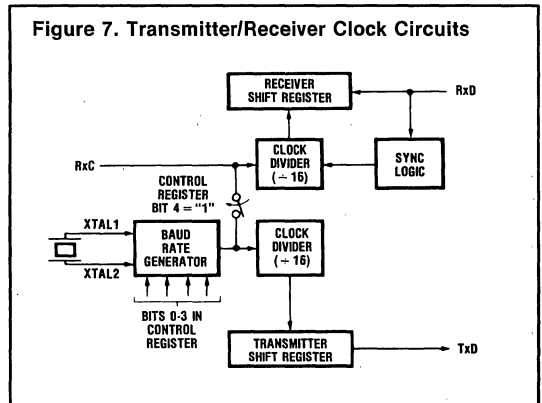 Figure 7. Transmitter/Receiver Clock Circuits
RECEIVER
SHIFT REGISTER
RxD
RxC
CLOCK
DIVIDER
(÷ 16)
SYNC
LOGIC
CONTROL
REGISTER
BIT 4 = "1"
XTAL1
XTAL2
BAUD
RATE
GENERATOR
CLOCK
DIVIDER
(÷ 16)
BITS 0-3 IN
CONTROL
REGISTER
TRANSMITTER
SHIFT REGISTER
TxD